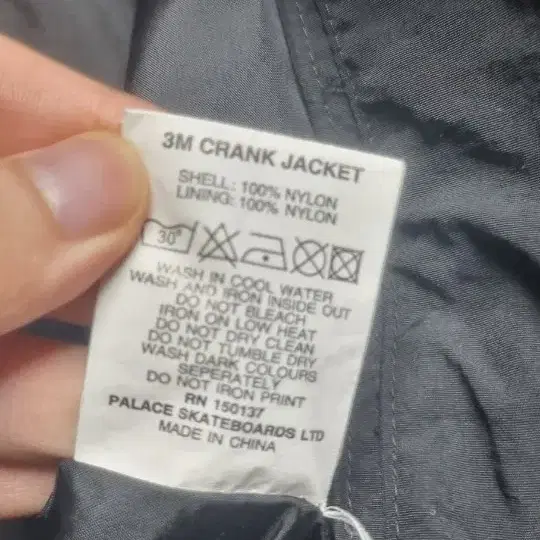 3M CRANK JACKET
SHELL: 100% NYLON
LINING: 100% NYLON
30°
WASH IN COOL WATER
WASH AND IRON INSIDE OUT
DO NOT BLEACH
IRON ON LOW HEAT
DO NOT DRY CLEAN
DO NOT TUMBLE DRY
WASH DARK COLOURS
SEPERATELY
DO NOT IRON PRINT
RN 150137
PALACE SKATEBOARDS LTD
MADE IN CHINA